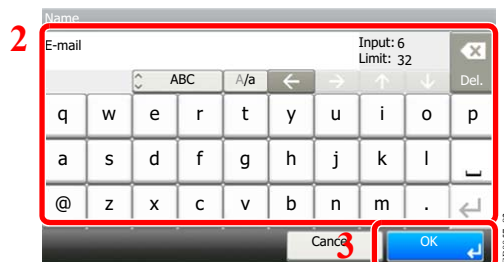 Name
2
E-mail
Input: 6
Limit: 32
Del.
ABC A/a
q w e r t y u i o p
a s d f g h j k l
@ z x c v b n m .
Cancel 3 OK